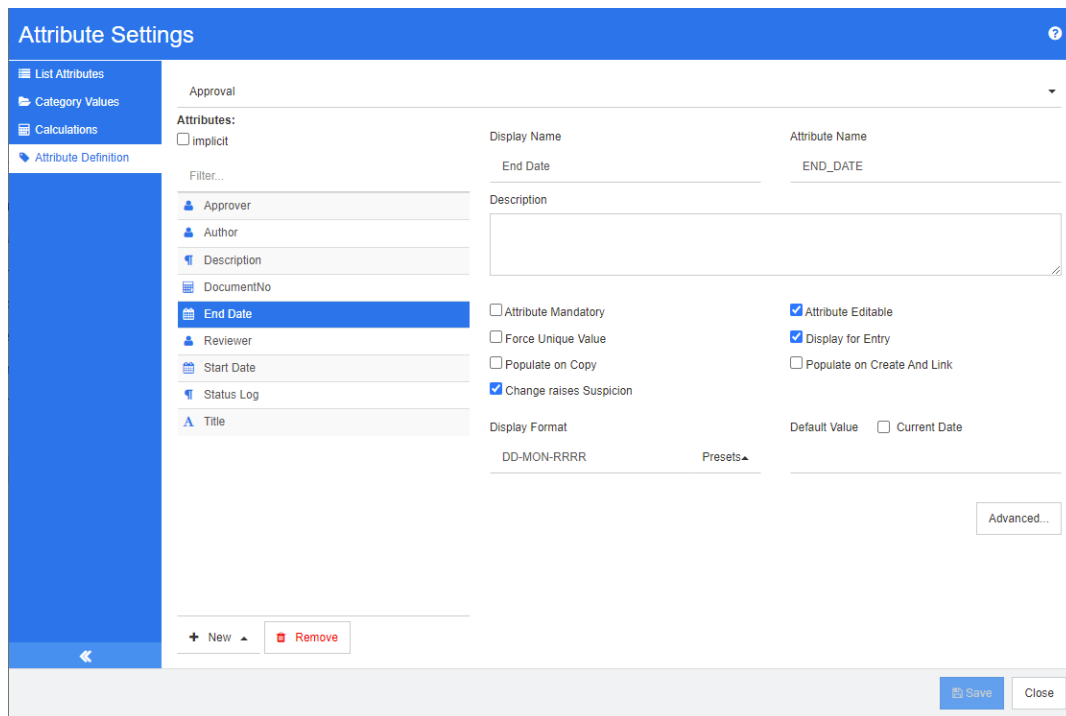 Attribute Settings
List Attributes
Category Values
Calculations
Attribute Definition
Approval
Attributes:
implicit
Filter...
Approver
Author
Description
DocumentNo
End Date
Reviewer
Start Date
Status Log
Title
New
Remove
Display Name
Attribute Name
End Date
END_DATE
Description
Attribute Mandatory
Attribute Editable
Force Unique Value
Display for Entry
Populate on Copy
Populate on Create And Link
Change raises Suspicion
Display Format
Default Value
Current Date
DD-MON-RRRR
Presets
Advanced...
Save
Close